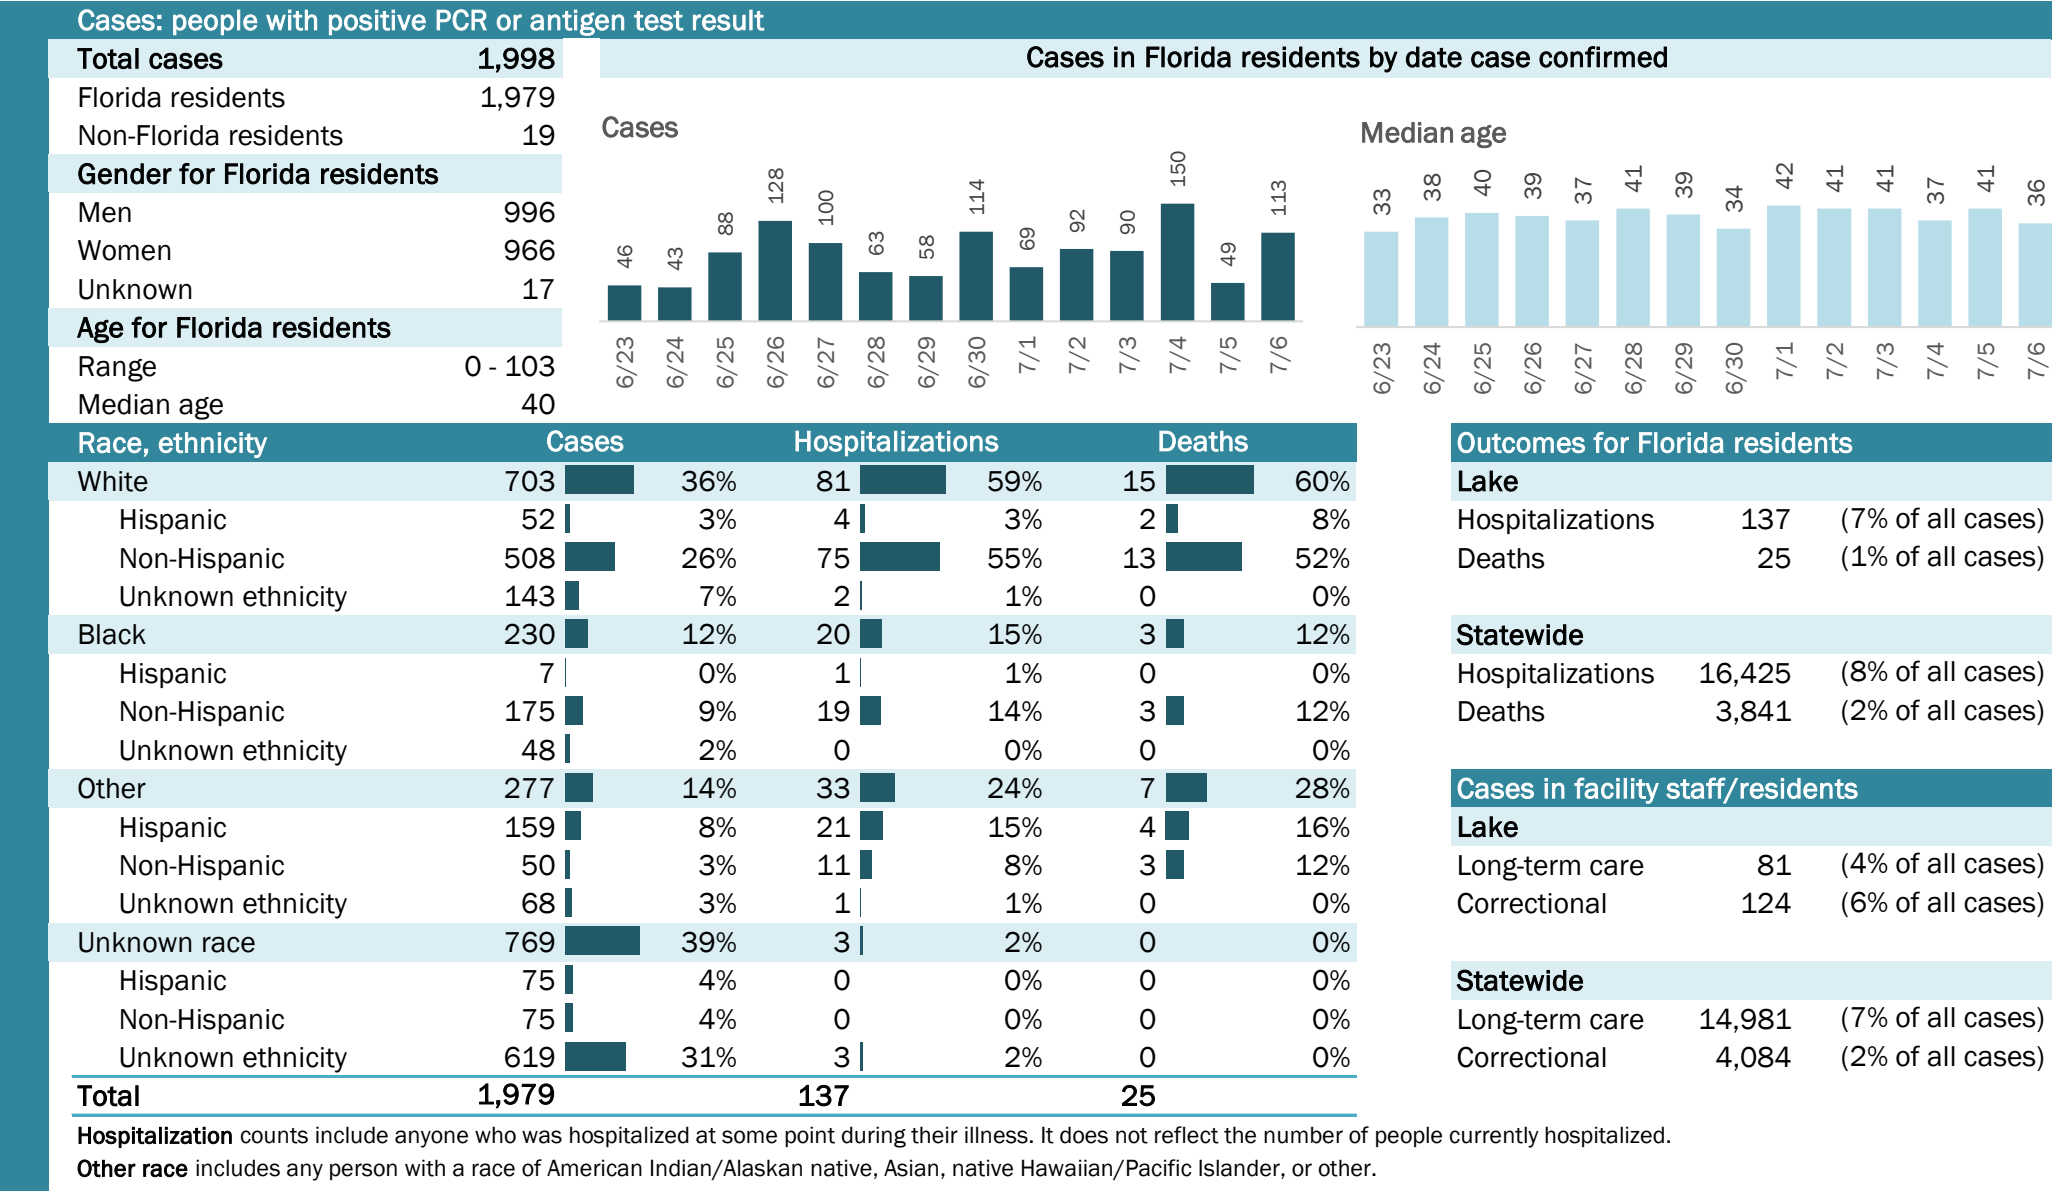 Cases: people with positive PCR or antigen test result
Total cases 1,998
Florida residents 1,979
Non-Florida residents 19
Gender for Florida residents
Men 996
Women 966
Unknown 17
Age for Florida residents
Range 0 - 103
Median age 40
Cases in Florida residents by date case confirmed
Cases
46 43 88 128 100 63 58 114 69 92 90 150 49 113
6/23 6/24 6/25 6/26 6/27 6/28 6/29 6/30 7/1 7/2 7/3 7/4 7/5 7/6
Median age
33 38 40 39 37 41 39 34 42 41 41 37 41 36
6/23 6/24 6/25 6/26 6/27 6/28 6/29 6/30 7/1 7/2 7/3 7/4 7/5 7/6
Race, ethnicity Cases Hospitalizations Deaths
White 703 36% 81 59% 15 60%
Hispanic 52 3% 4 3% 2 8%
Non-Hispanic 508 26% 75 55% 13 52%
Unknown ethnicity 143 7% 2 1% 0 0%
Black 230 12% 20 15% 3 12%
Hispanic 7 0% 1 1% 0 0%
Non-Hispanic 175 9% 19 14% 3 12%
Unknown ethnicity 48 2% 0 0% 0 0%
Other 277 14% 33 24% 7 28%
Hispanic 159 8% 21 15% 4 16%
Non-Hispanic 50 3% 11 8% 3 12%
Unknown ethnicity 68 3% 1 1% 0 0%
Unknown race 769 39% 3 2% 0 0%
Hispanic 75 4% 0 0% 0 0%
Non-Hispanic 75 4% 0 0% 0 0%
Unknown ethnicity 619 31% 3 2% 0 0%
Total 1,979 137 25
Outcomes for Florida residents
Lake
Hospitalizations 137 (7% of all cases)
Deaths 25 (1% of all cases)
Statewide
Hospitalizations 16,425 (8% of all cases)
Deaths 3,841 (2% of all cases)
Cases in facility staff/residents
Lake
Long-term care 81 (4% of all cases)
Correctional 124 (6% of all cases)
Statewide
Long-term care 14,981 (7% of all cases)
Correctional 4,084 (2% of all cases)
Hospitalization counts include anyone who was hospitalized at some point during their illness. It does not reflect the number of people currently hospitalized.
Other race includes any person with a race of American Indian/Alaskan native, Asian, native Hawaiian/Pacific Islander, or other.